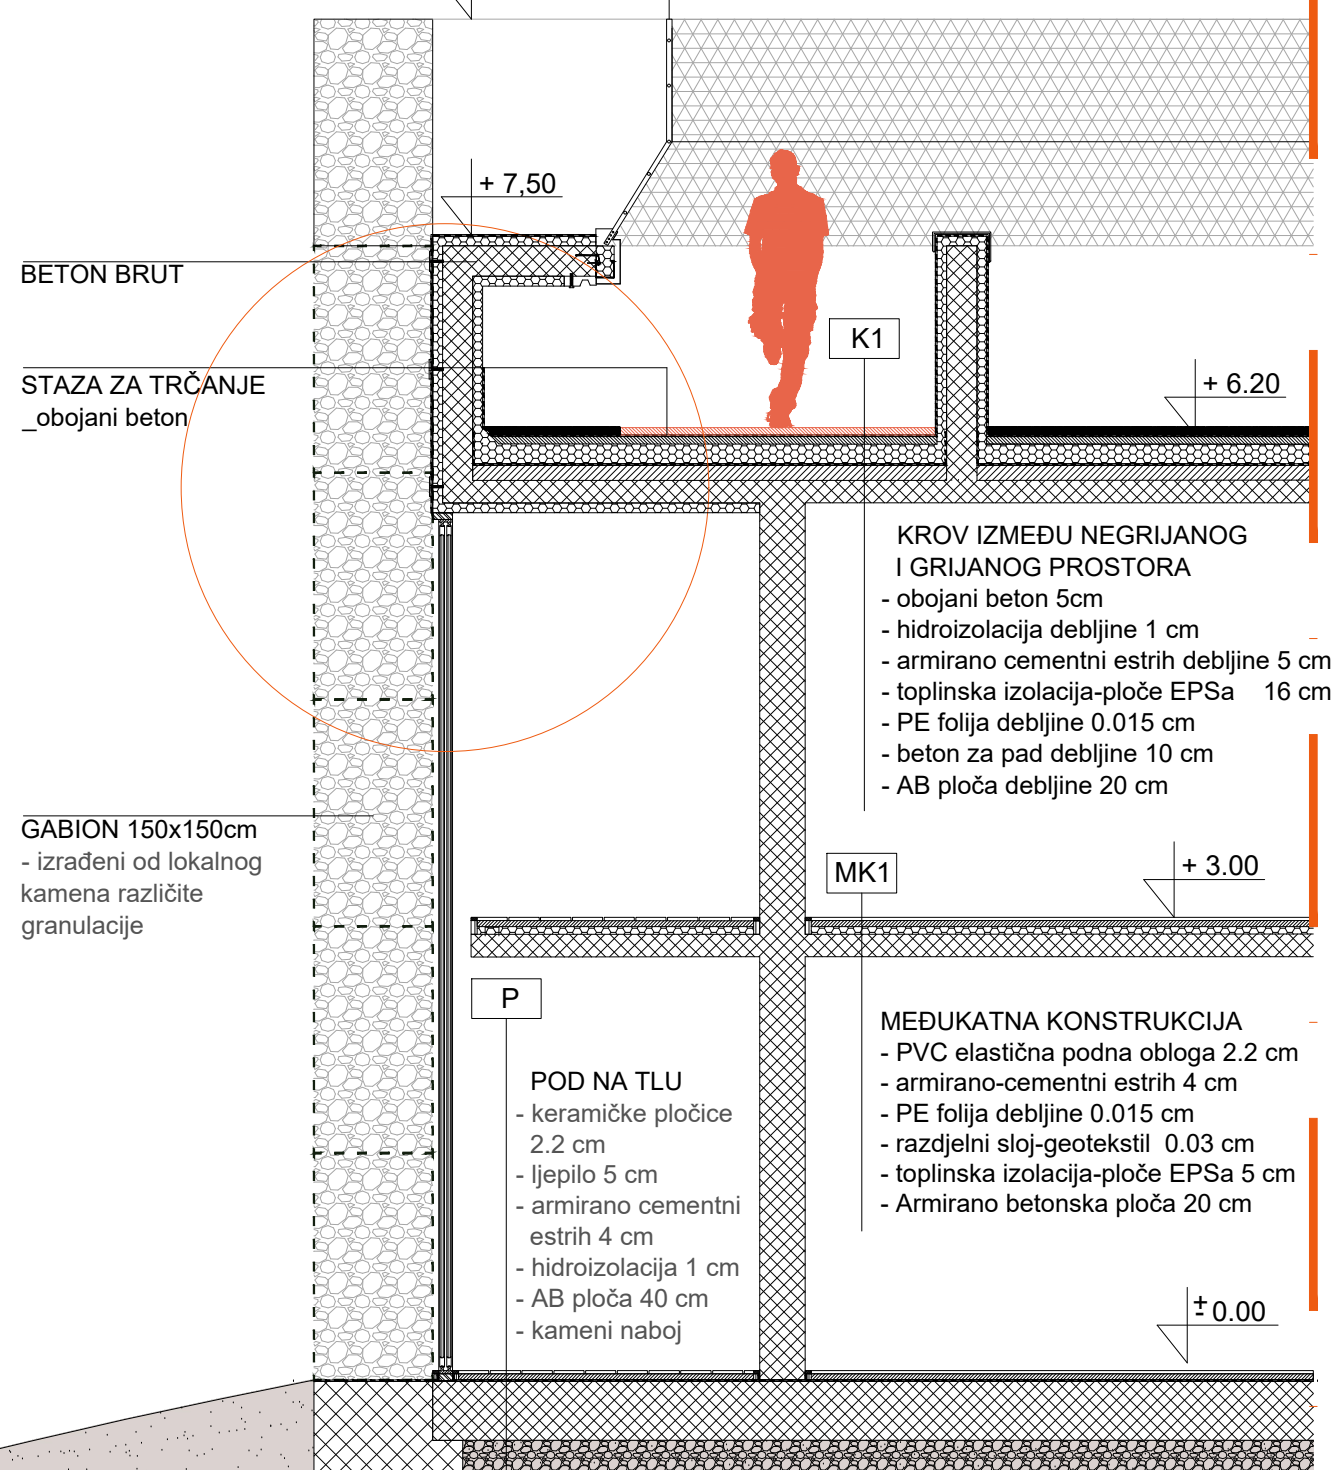 + 7,50
BETON BRUT
K1
STAZA ZA TRČANJE
_obojani beton
+ 6.20
KROV IZMEĐU NEGRIJANOG
I GRIJANOG PROSTORA
- obojani beton 5cm
- hidroizolacija debljine 1 cm
- armirano cementni estrih debljine 5 cm
- toplinska izolacija-ploče EPSa 16 cm
- PE folija debljine 0.015 cm
- beton za pad debljine 10 cm
- AB ploča debljine 20 cm
GABION 150x150cm
- izrađeni od lokalnog
kamena različite
granulacije
MK1
+ 3.00
P
POD NA TLU
- keramičke pločice
2.2 cm
- ljepilo 5 cm
- armirano cementni
estrih 4 cm
- hidroizolacija 1 cm
- AB ploča 40 cm
- kameni naboj
MEĐUKATNA KONSTRUKCIJA
- PVC elastična podna obloga 2.2 cm
- armirano-cementni estrih 4 cm
- PE folija debljine 0.015 cm
- razdjelni sloj-geotekstil 0.03 cm
- toplinska izolacija-ploče EPSa 5 cm
- Armirano betonska ploča 20 cm
± 0.00